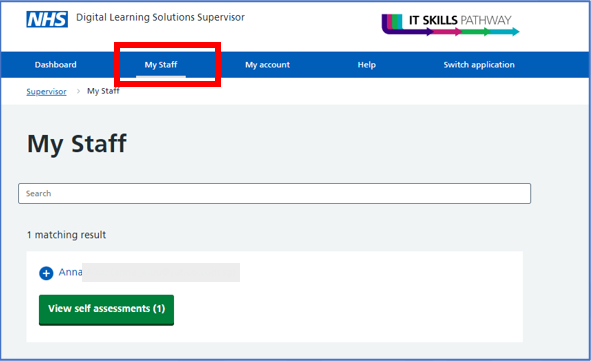 NHS Digital Learning Solutions Supervisor
IT SKILLS PATHWAY
Dashboard My Staff My account Help Switch application
Supervisor > My Staff
My Staff
Search
1 matching result
Anna
View self assessments (1)